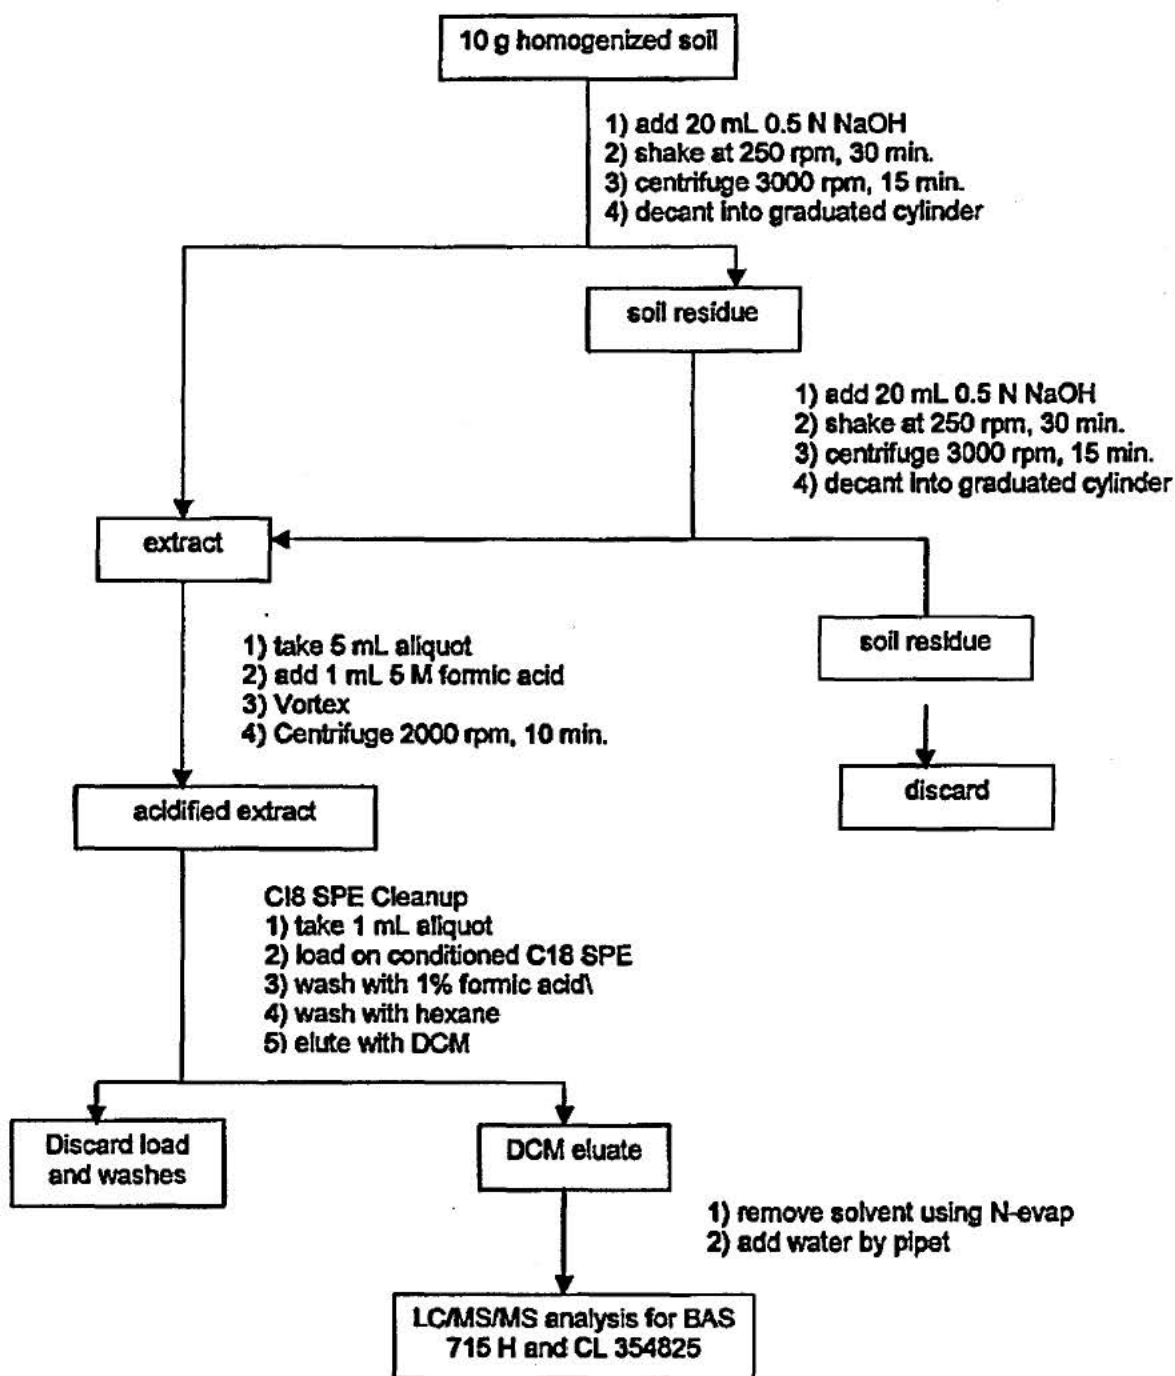 10 g homogenized soil
1) add 20 mL 0.5 N NaOH
2) shake at 250 rpm, 30 min.
3) centrifuge 3000 rpm, 15 min.
4) decant into graduated cylinder
soil residue
1) add 20 mL 0.5 N NaOH
2) shake at 250 rpm, 30 min.
3) centrifuge 3000 rpm, 15 min.
4) decant into graduated cylinder
extract
soil residue
1) take 5 mL aliquot
2) add 1 mL 5 M formic acid
3) Vortex
4) Centrifuge 2000 rpm, 10 min.
discard
acidified extract
Cl8 SPE Cleanup
1) take 1 mL aliquot
2) load on conditioned C18 SPE
3) wash with 1% formic acid\
4) wash with hexane
5) elute with DCM
Discard load
and washes
DCM eluate
1) remove solvent using N-evap
2) add water by pipet
LC/MS/MS analysis for BAS
715 H and CL 354825